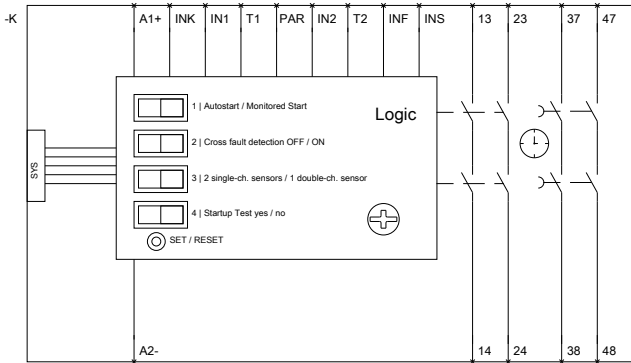 -K A1+ INK IN1 T1 PAR IN2 T2 INF INS 13 23 37 47
1 | Autostart / Monitored Start
Logic
2 | Cross fault detection OFF / ON
SYS
3 | 2 single-ch. sensors / 1 double-ch. sensor
4 | Startup Test yes / no
SET / RESET
A2- 14 24 38 48